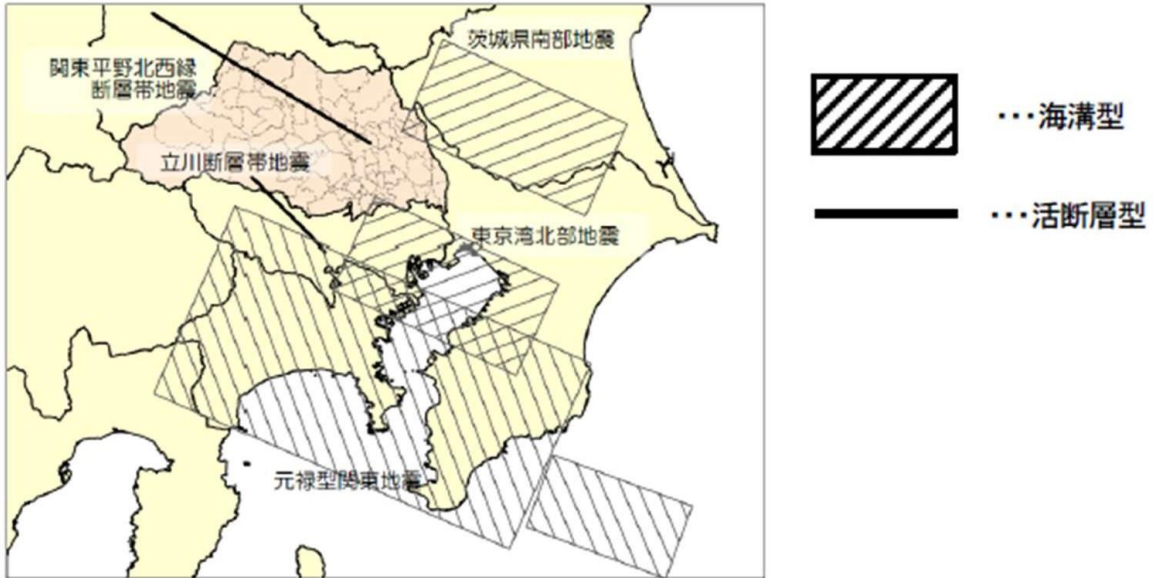 茨城県南部地震
関東平野北西縁
断層帯地震
立川断層帯地震
東京湾北部地震
元禄型関東地震
…海溝型
…活断層型